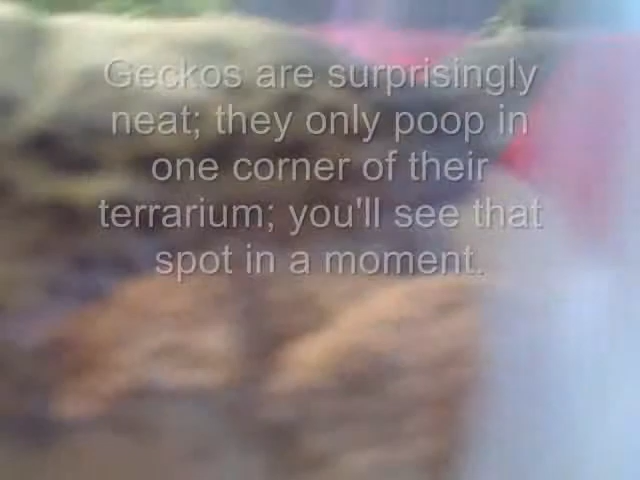 Geckos are surprisingly
neat; they only poop in
one corner of their
terrarium; you'll see that
spot in a moment.